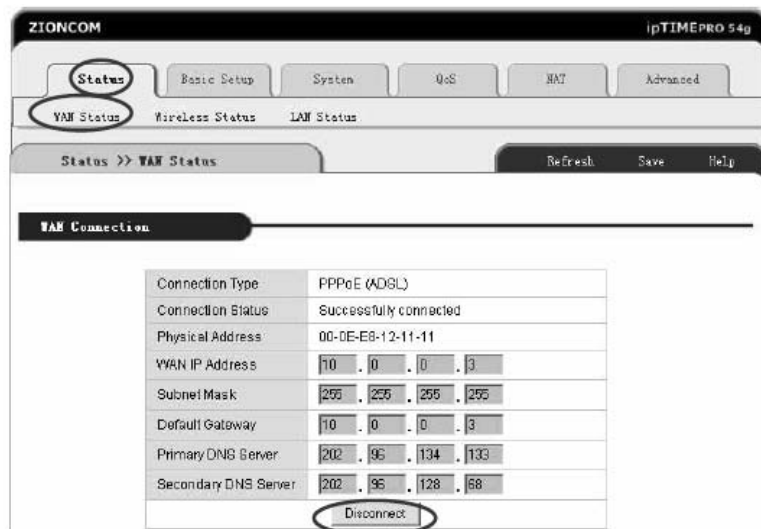 ZIONCOM ipTIMEPRO 54g
Status Basic Setup System QoS NAT Advanced
WAN Status Wireless Status LAN Status
Status >> WAN Status Refresh Save Help
WAN Connection
Connection Type PPPoE (ADSL)
Connection Status Successfully connected
Physical Address 00-0E-E8-12-11-11
WAN IP Address 10 . 0 . 0 . 3
Subnet Mask 255 . 255 . 255 . 255
Default Gateway 10 . 0 . 0 . 3
Primary DNS Server 202 . 96 . 134 . 133
Secondary DNS Server 202 . 96 . 128 . 68
Disconnect